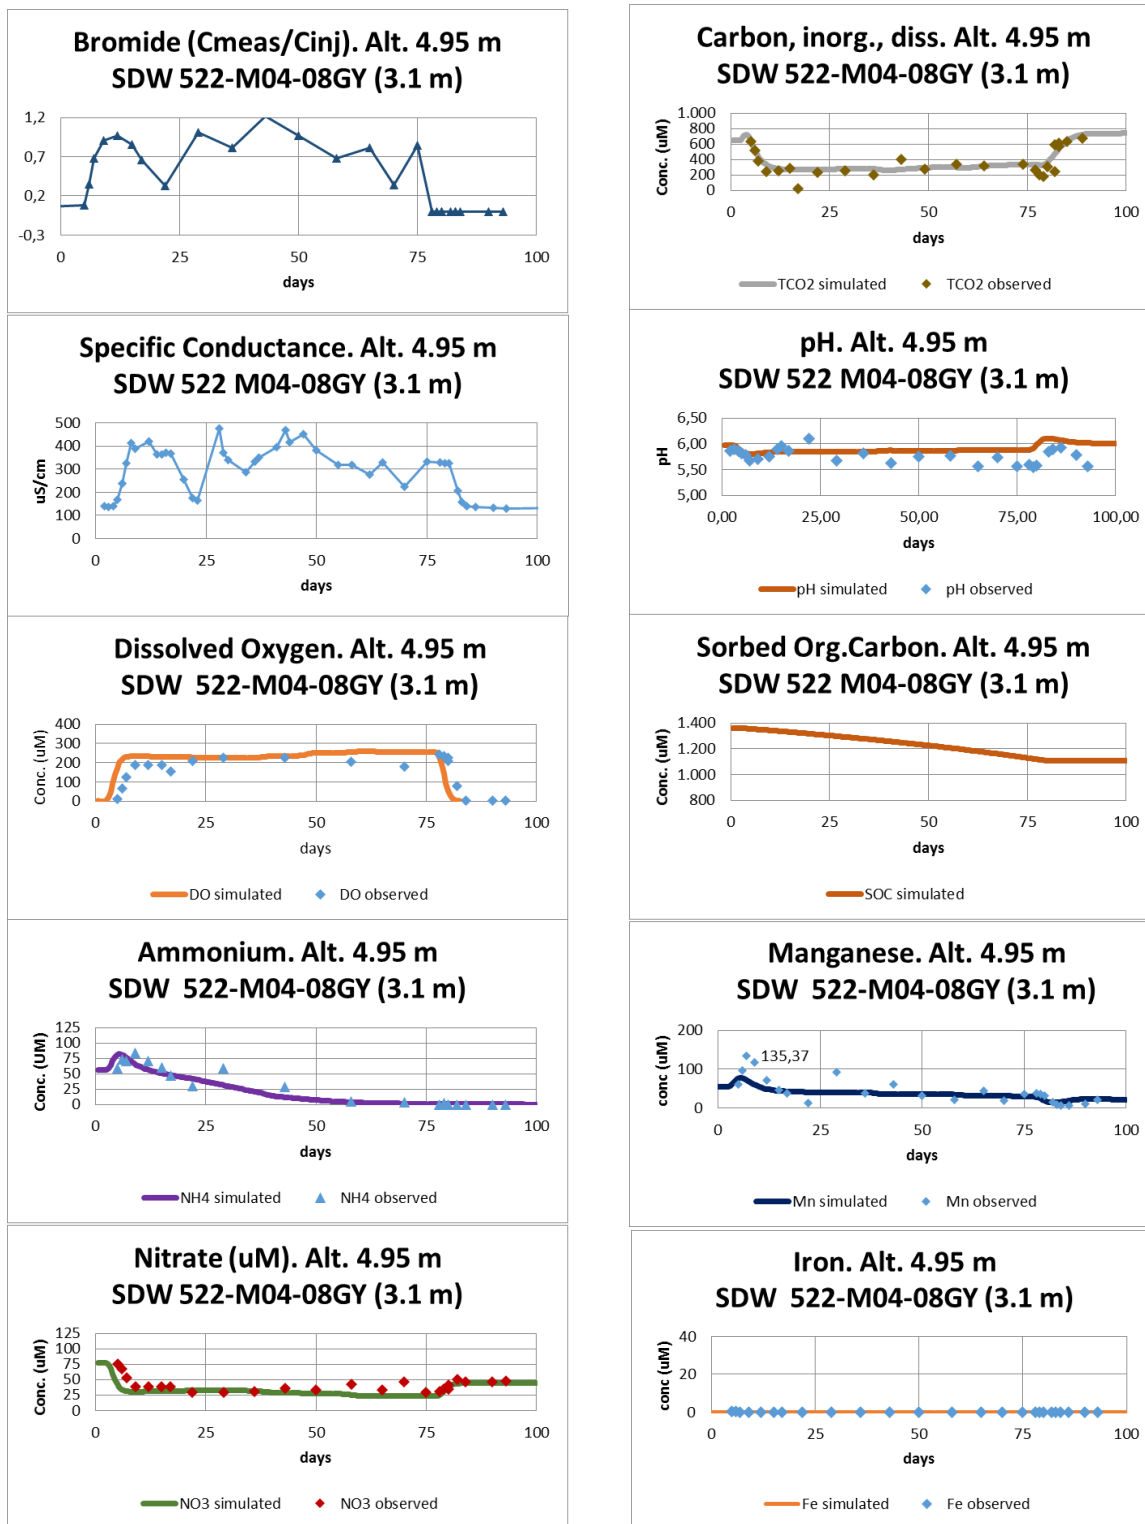 Bromide (Cmeas/Cinj). Alt. 4.95 m
SDW 522-M04-08GY (3.1 m)
1,2
0,7
0,2
-0,3
0 25 50 75 100
days
Carbon, inorg., diss. Alt. 4.95 m
SDW 522-M04-08GY (3.1 m)
Conc. (uM)
1.000
800
600
400
200
0
0 25 50 75 100
days
TCO2 simulated TCO2 observed
Specific Conductance. Alt. 4.95 m
SDW 522 M04-08GY (3.1 m)
uS/cm
500
400
300
200
100
0
0 25 50 75 100
days
pH. Alt. 4.95 m
SDW 522 M04-08GY (3.1 m)
pH
6,50
6,00
5,50
5,00
0,00 25,00 50,00 75,00 100,00
days
pH simulated pH observed
Dissolved Oxygen. Alt. 4.95 m
SDW 522-M04-08GY (3.1 m)
Conc. (uM)
400
300
200
100
0
0 25 50 75 100
days
DO simulated DO observed
Sorbed Org.Carbon. Alt. 4.95 m
SDW 522 M04-08GY (3.1 m)
Conc. (uM)
1.400
1.200
1.000
800
0 25 50 75 100
days
SOC simulated
Ammonium. Alt. 4.95 m
SDW 522-M04-08GY (3.1 m)
Conc. (UM)
125
100
75
50
25
0
0 25 50 75 100
days
NH4 simulated NH4 observed
Manganese. Alt. 4.95 m
SDW 522-M04-08GY (3.1 m)
conc (uM)
200
100
0
135,37
0 25 50 75 100
days
Mn simulated Mn observed
Nitrate (uM). Alt. 4.95 m
SDW 522-M04-08GY (3.1 m)
Conc. (uM)
125
100
75
50
25
0
0 25 50 75 100
days
NO3 simulated NO3 observed
Iron. Alt. 4.95 m
SDW 522-M04-08GY (3.1 m)
conc (uM)
40
20
0
0 25 50 75 100
days
Fe simulated Fe observed